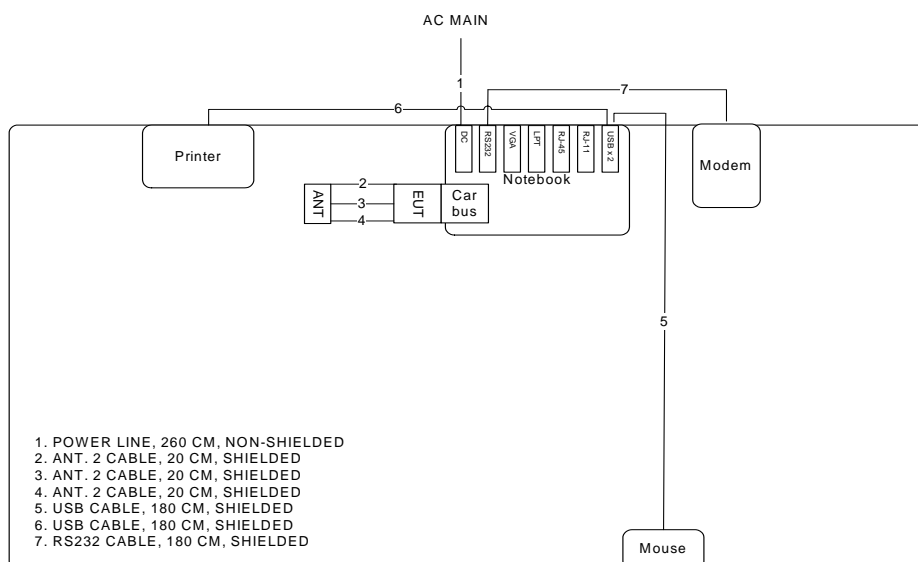 AC MAIN
1
7
6
Printer
DC
RS232
VGA
LPT
RJ-45
RJ-11
USB x 2
Notebook
Modem
ANT
2
3
4
EUT
Car
bus
5
1. POWER LINE, 260 CM, NON-SHIELDED
2. ANT. 2 CABLE, 20 CM, SHIELDED
3. ANT. 2 CABLE, 20 CM, SHIELDED
4. ANT. 2 CABLE, 20 CM, SHIELDED
5. USB CABLE, 180 CM, SHIELDED
6. USB CABLE, 180 CM, SHIELDED
7. RS232 CABLE, 180 CM, SHIELDED
Mouse